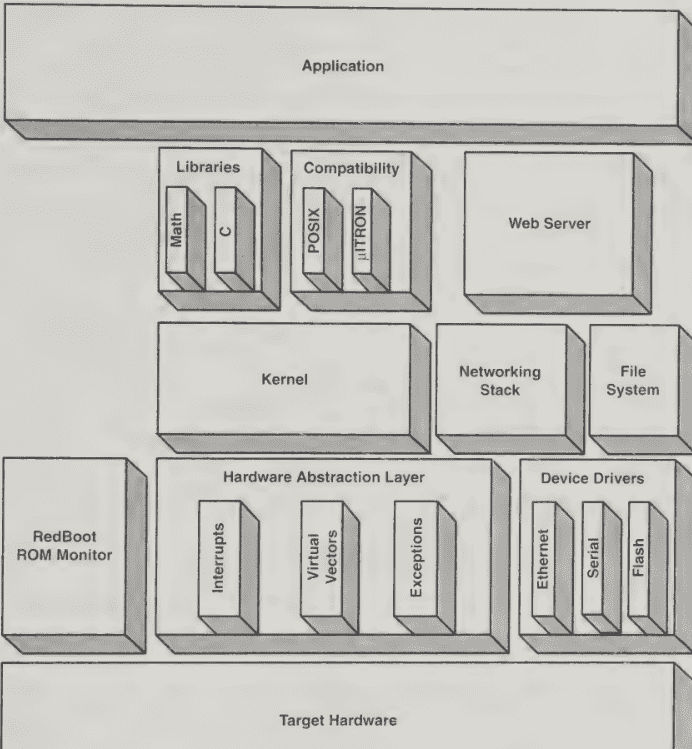 Application
Libraries
Math
C
Compatibility
POSIX
µITRON
Web Server
Kernel
Networking
Stack
File
System
RedBoot
ROM Monitor
Hardware Abstraction Layer
Interrupts
Virtual
Vectors
Exceptions
Device Drivers
Ethernet
Serial
Flash
Target Hardware